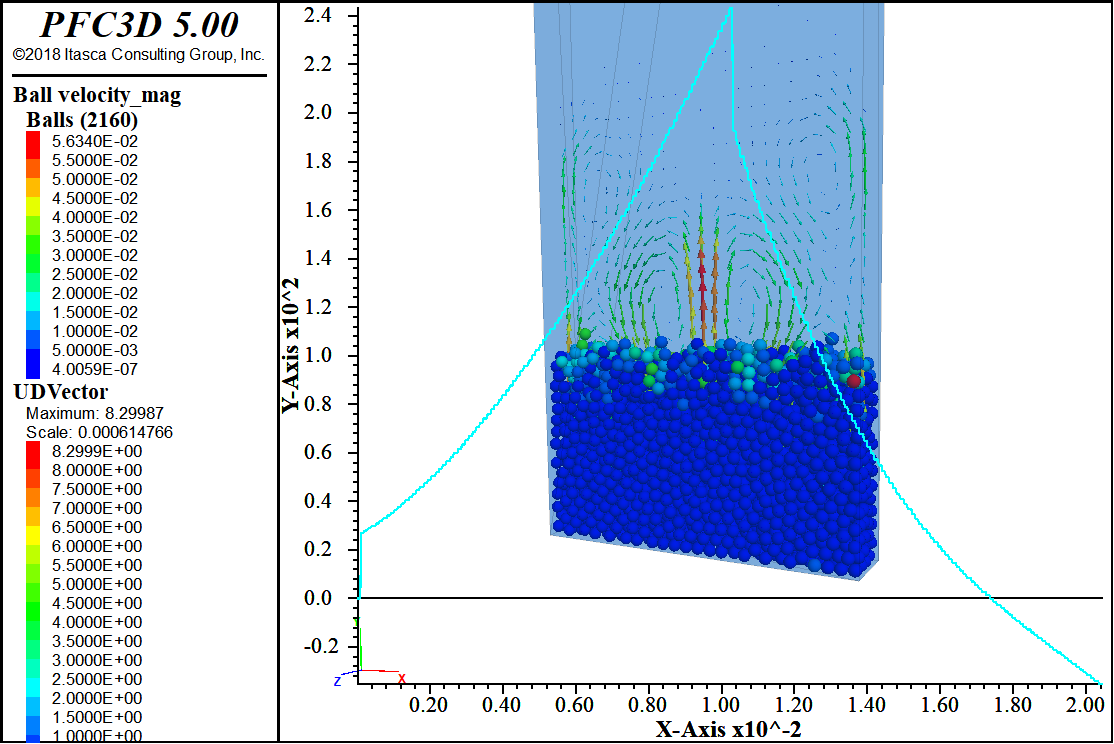 PFC3D 5.00
©2018 Itasca Consulting Group, Inc.
Ball velocity_mag
Balls (2160)
5.6340E-02
5.5000E-02
5.0000E-02
4.5000E-02
4.0000E-02
3.5000E-02
3.0000E-02
2.5000E-02
2.0000E-02
1.5000E-02
1.0000E-02
5.0000E-03
4.0059E-07
UDVector
Maximum: 8.29987
Scale: 0.000614766
8.2999E+00
8.0000E+00
7.5000E+00
7.0000E+00
6.5000E+00
6.0000E+00
5.5000E+00
5.0000E+00
4.5000E+00
4.0000E+00
3.5000E+00
3.0000E+00
2.5000E+00
2.0000E+00
1.5000E+00
1.0000E+00
2.4
2.2
2.0
1.8
1.6
1.4
1.2
1.0
0.8
0.6
0.4
0.2
0.0
-0.2
Y-Axis x10^2
Z
X
0.20 0.40 0.60 0.80 1.00 1.20 1.40 1.60 1.80 2.00
X-Axis x10^-2